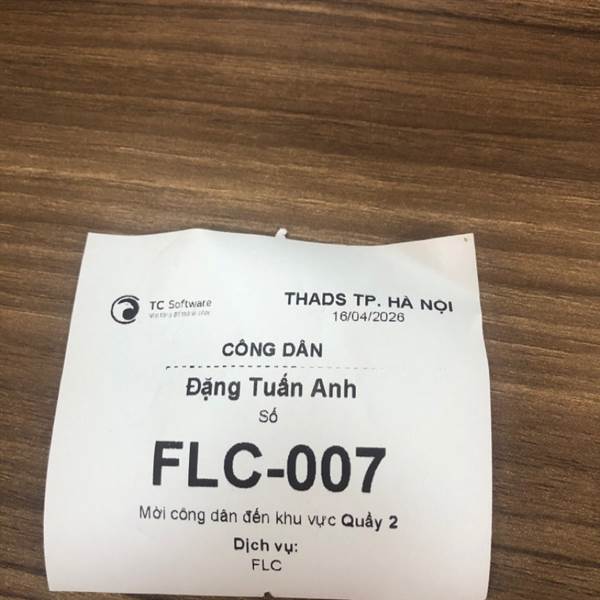 TC Software
THADS TP. HÀ NỘI
16/04/2026
CÔNG DÂN
Đặng Tuấn Anh
Số
FLC-007
Mời công dân đến khu vực Quầy 2
Dịch vụ:
FLC